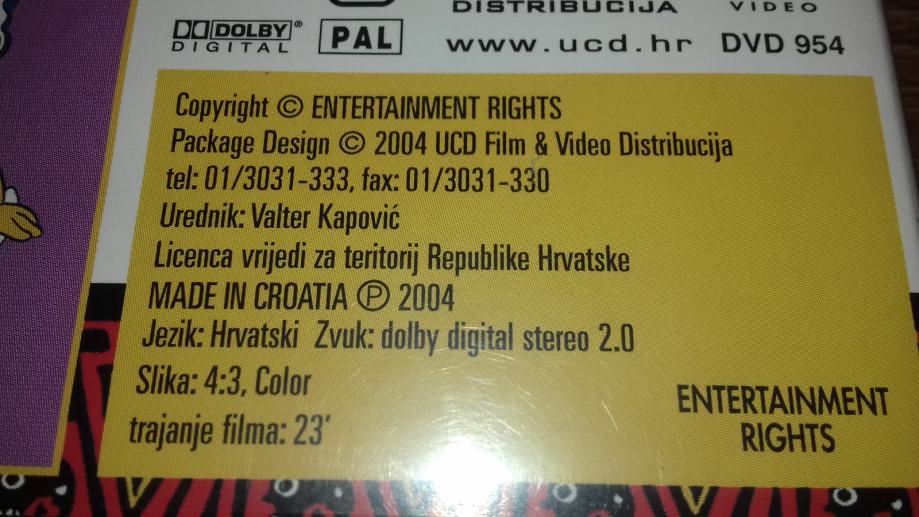 DISTRIBUCIJA
VIDEO
DOLBY®
DIGITAL
PAL
www.ucd.hr
DVD 954
Copyright © ENTERTAINMENT RIGHTS
Package Design © 2004 UCD Film & Video Distribucija
tel: 01/3031-333, fax: 01/3031-330
Urednik: Valter Kapović
Licenca vrijedi za teritorij Republike Hrvatske
MADE IN CROATIA ℗ 2004
Jezik: Hrvatski Zvuk: dolby digital stereo 2.0
Slika: 4:3, Color
trajanje filma: 23'
ENTERTAINMENT
RIGHTS